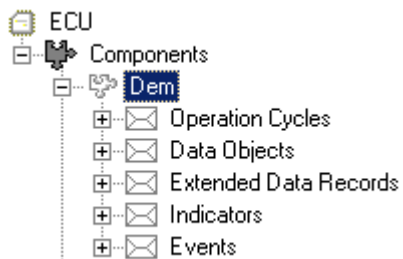 ECU
Components
Dem
Operation Cycles
Data Objects
Extended Data Records
Indicators
Events